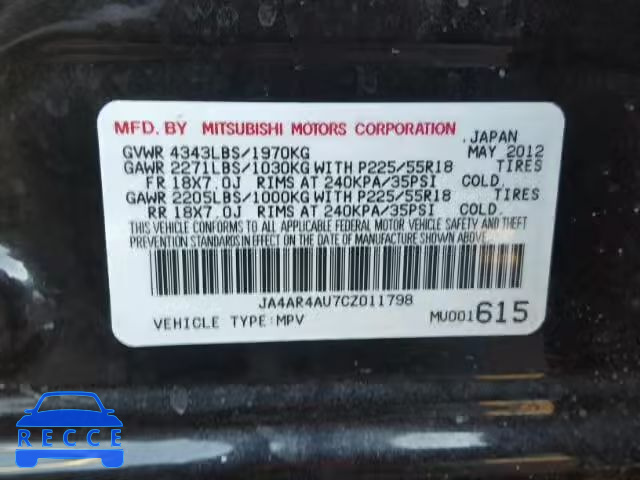 MFD. BY MITSUBISHI MOTORS CORPORATION
JAPAN
GVWR 4343LBS/1970KG MAY 2012
GAWR 2271LBS/1030KG WITH P225/55R18 TIRES
FR 18X7.0J RIMS AT 240KPA/35PSI COLD.
GAWR 2205LBS/1000KG WITH P225/55R18 TIRES
RR 18X7.0J RIMS AT 240KPA/35PSI COLD.
THIS VEHICLE CONFORMS TO ALL APPLICABLE FEDERAL MOTOR VEHICLE SAFETY AND THEFT
PREVENTION STANDARDS IN EFFECT ON THE DATE OF MANUFACTURE SHOWN ABOVE.
JA4AR4AU7CZ011798
VEHICLE TYPE:MPV MU001615
RECCE